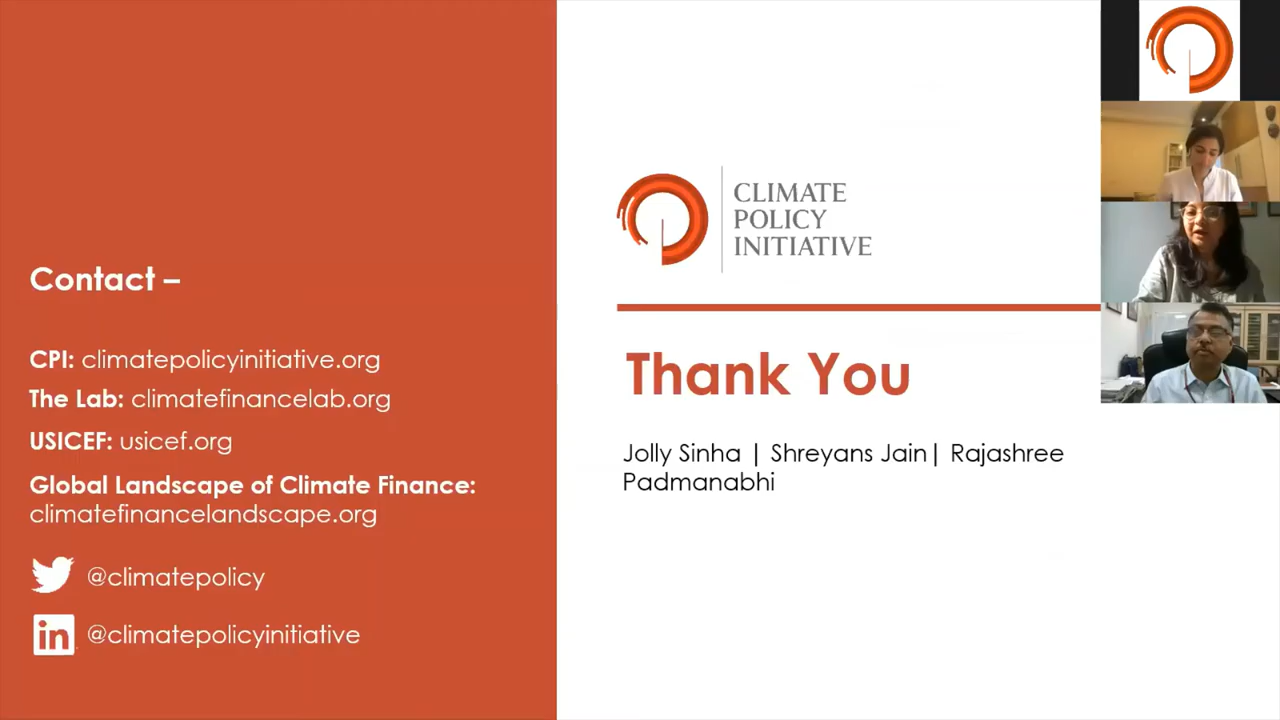 Contact –
CPI: climatepolicyinitiative.org
The Lab: climatefinancelab.org
USICEF: usicef.org
Global Landscape of Climate Finance:
climatefinancelandscape.org
@climatepolicy
in @climatepolicyinitiative
CLIMATE
POLICY
INITIATIVE
Thank You
Jolly Sinha | Shreyans Jain| Rajashree
Padmanabhi